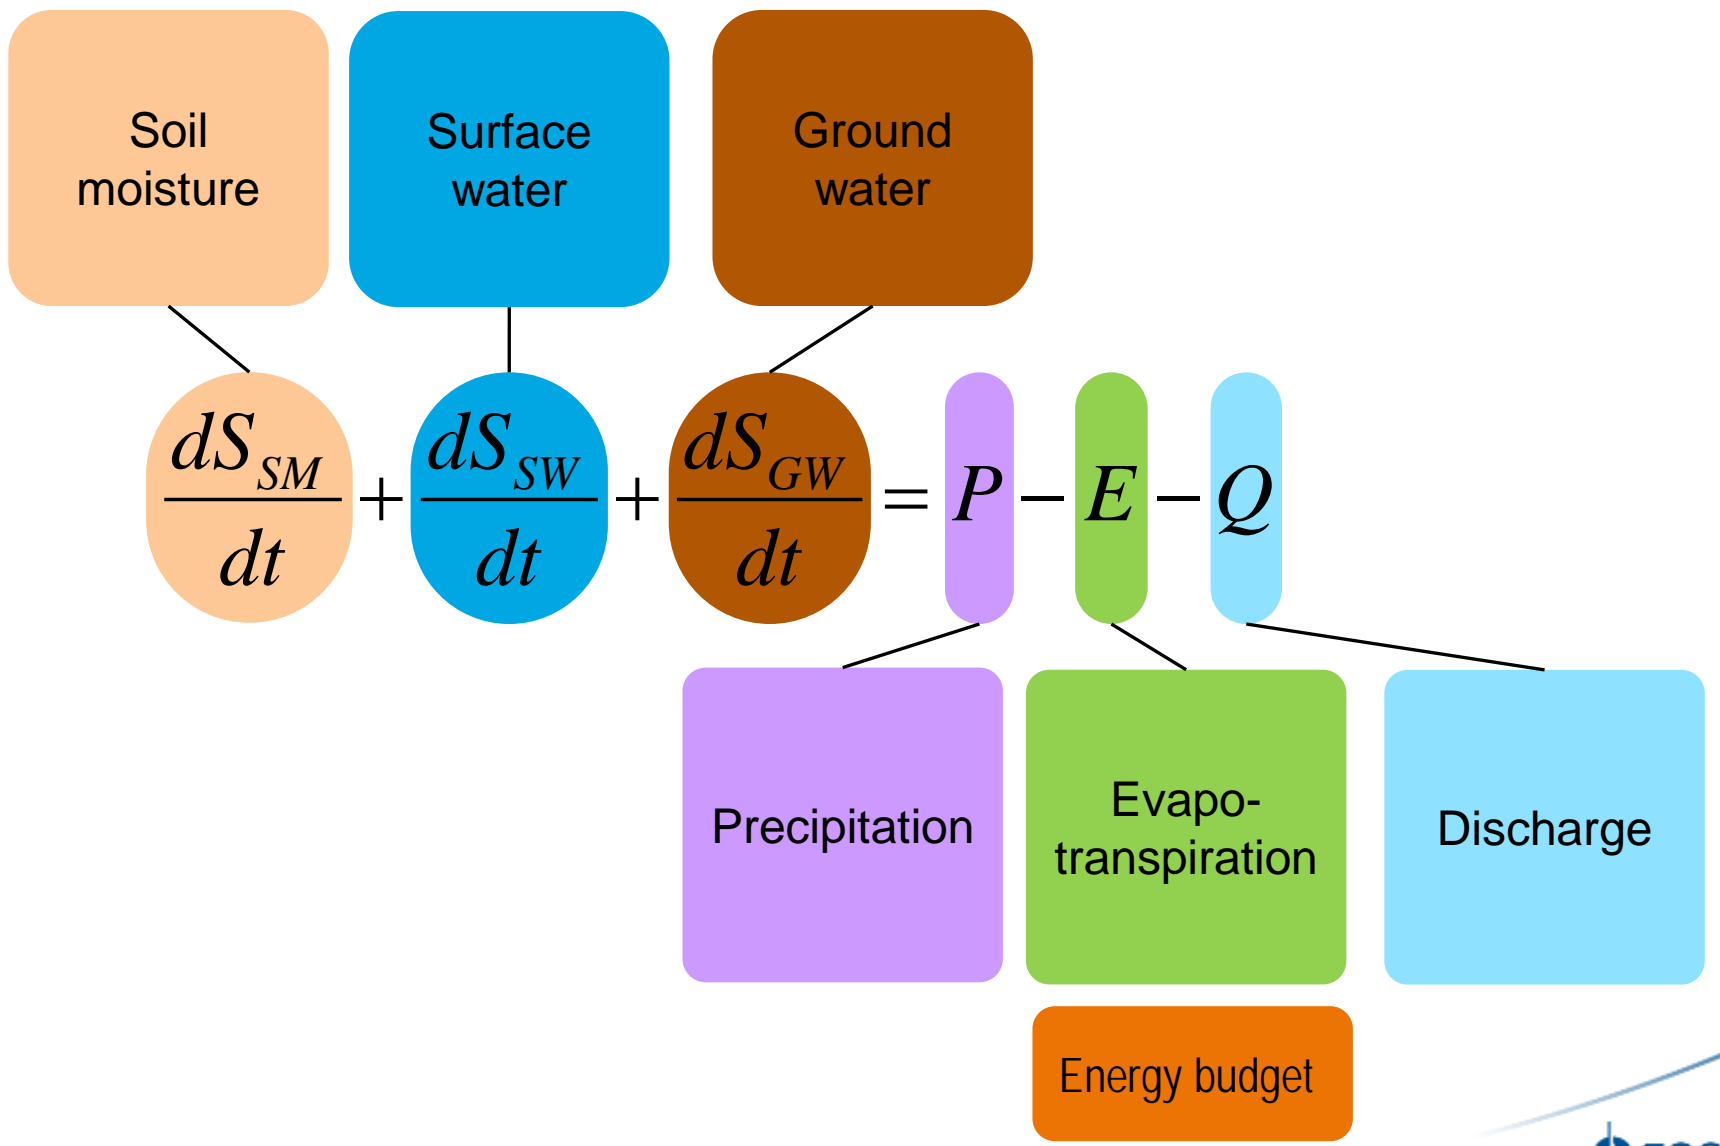 Soil
moisture
Surface
water
Ground
water
dS_SM/dt + dS_SW/dt + dS_GW/dt = P − E − Q
Precipitation
Evapo-
transpiration
Discharge
Energy budget